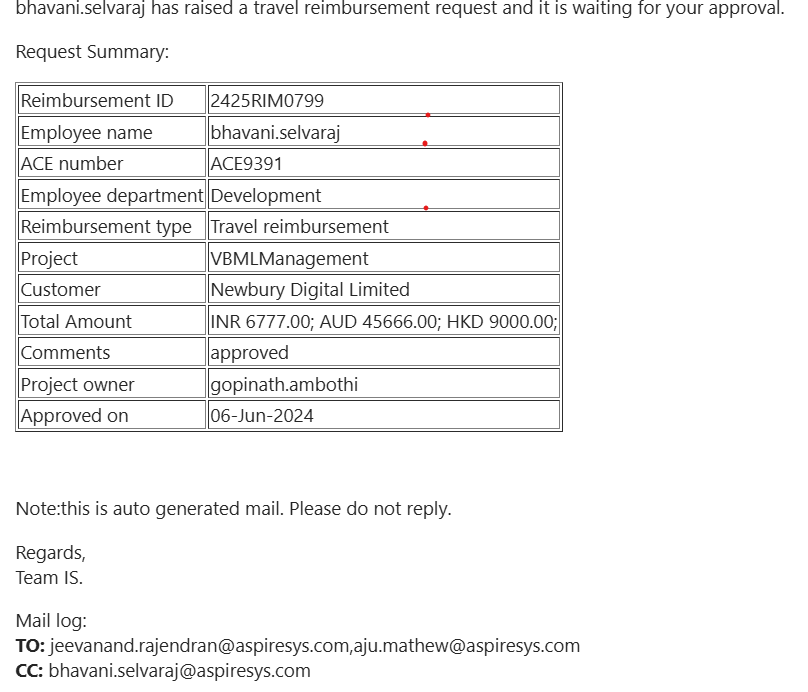 bhavani.selvaraj has raised a travel reimbursement request and it is waiting for your approval.
Request Summary:
Reimbursement ID 2425RIM0799
Employee name bhavani.selvaraj
ACE number ACE9391
Employee department Development
Reimbursement type Travel reimbursement
Project VBMLManagement
Customer Newbury Digital Limited
Total Amount INR 6777.00; AUD 45666.00; HKD 9000.00;
Comments approved
Project owner gopinath.ambothi
Approved on 06-Jun-2024
Note:this is auto generated mail. Please do not reply.
Regards,
Team IS.
Mail log:
TO: jeevanand.rajendran@aspiresys.com,aju.mathew@aspiresys.com
CC: bhavani.selvaraj@aspiresys.com